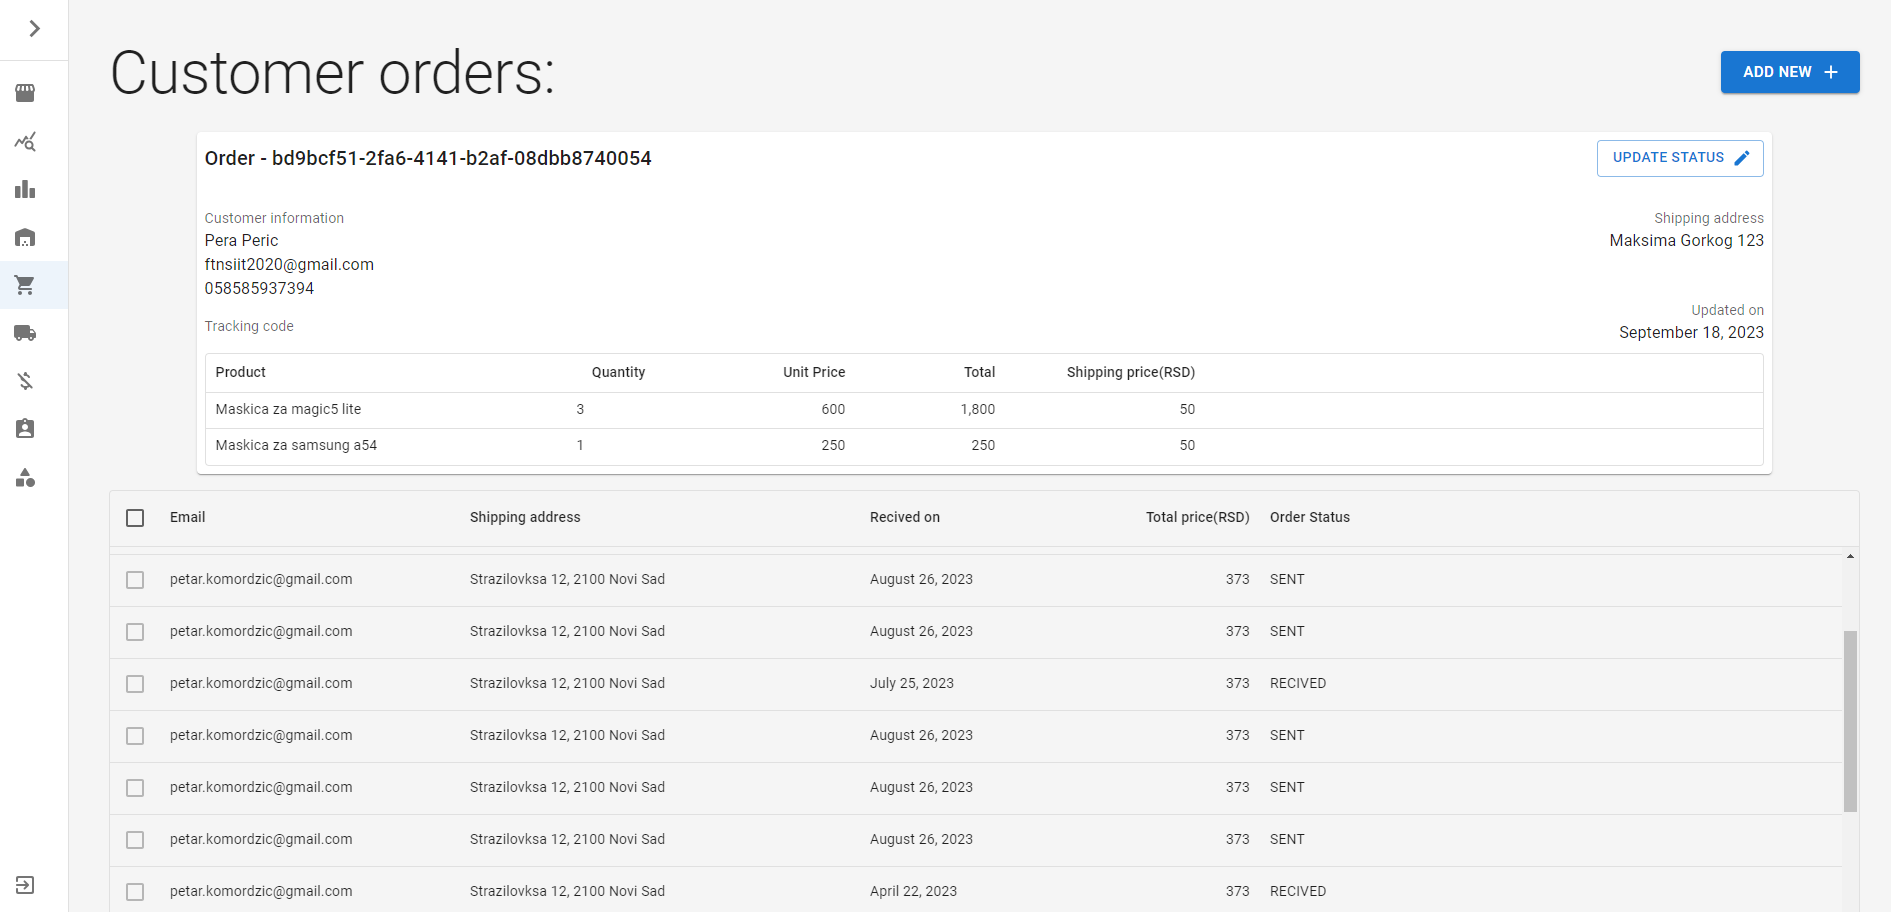 Customer orders:
ADD NEW
Order - bd9bcf51-2fa6-4141-b2af-08dbb8740054
UPDATE STATUS
Customer information
Shipping address
Pera Peric
Maksima Gorkog 123
ftnsiit2020@gmail.com
058585937394
Updated on
Tracking code
September 18, 2023
Product Quantity Unit Price Total Shipping price(RSD)
Maskica za magic5 lite 3 600 1,800 50
Maskica za samsung a54 1 250 250 50
Email Shipping address Recived on Total price(RSD) Order Status
petar.komordzic@gmail.com Strazilovksa 12, 2100 Novi Sad August 26, 2023 373 SENT
petar.komordzic@gmail.com Strazilovksa 12, 2100 Novi Sad August 26, 2023 373 SENT
petar.komordzic@gmail.com Strazilovksa 12, 2100 Novi Sad July 25, 2023 373 RECIVED
petar.komordzic@gmail.com Strazilovksa 12, 2100 Novi Sad August 26, 2023 373 SENT
petar.komordzic@gmail.com Strazilovksa 12, 2100 Novi Sad August 26, 2023 373 SENT
petar.komordzic@gmail.com Strazilovksa 12, 2100 Novi Sad August 26, 2023 373 SENT
petar.komordzic@gmail.com Strazilovksa 12, 2100 Novi Sad April 22, 2023 373 RECIVED